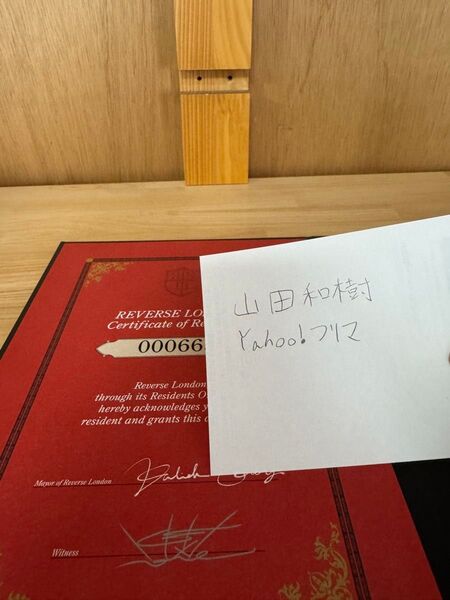 山田和樹
Yahoo!フリマ
REVERSE LO
Certificate of Re
00066
Reverse London
through its Residents O
hereby acknowledges y
resident and grants this
Mayor of Reverse London
Witness